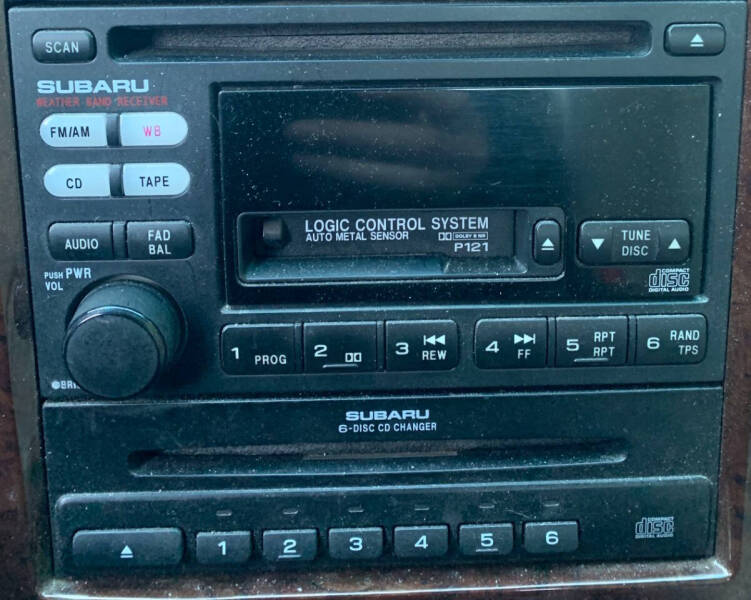 SCAN
SUBARU
WEATHER BAND RECEIVER
FM/AM WB
CD TAPE
AUDIO FAD BAL
LOGIC CONTROL SYSTEM
AUTO METAL SENSOR DOLBY B NR
P121
TUNE
DISC
COMPACT
disc
DIGITAL AUDIO
PUSH PWR
VOL
1 PROG 2 3 REW 4 FF 5 RPT RPT 6 RAND TPS
SUBARU
6-DISC CD CHANGER
1 2 3 4 5 6
COMPACT
disc
DIGITAL AUDIO